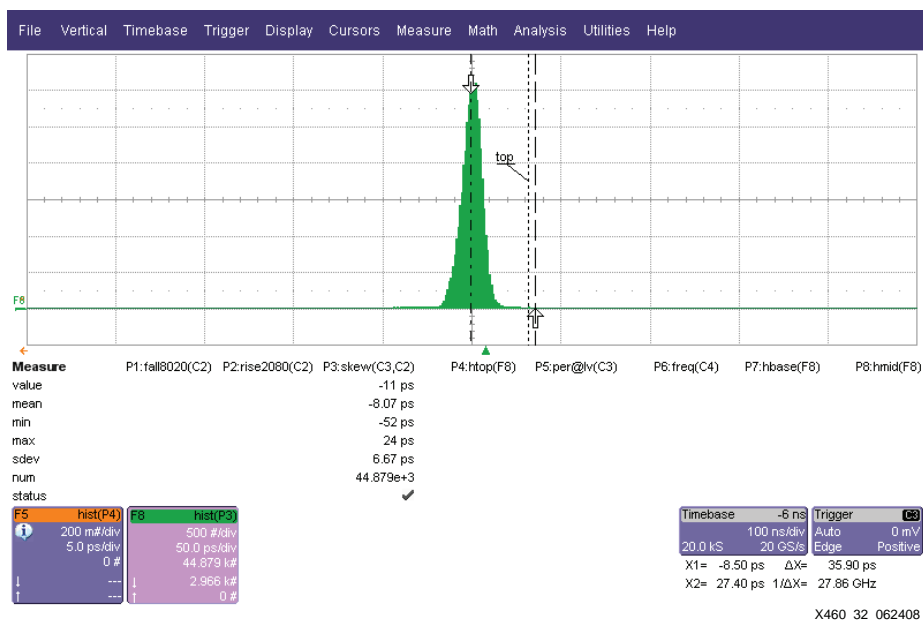 File Vertical Timebase Trigger Display Cursors Measure Math Analysis Utilities Help
top
F8
Measure P1:fall8020(C2) P2:rise2080(C2) P3:skew(C3,C2) P4:htop(F8) P5:per@lv(C3) P6:freq(C4) P7:hbase(F8) P8:hmid(F8)
value -11 ps
mean -8.07 ps
min -52 ps
max 24 ps
sdev 6.67 ps
num 44.879e+3
status
F5 hist(P4) F8 hist(P3) Timebase -6 ns Trigger C3
200 m#/div 500 #/div 100 ns/div Auto 0 mV
5.0 ps/div 50.0 ps/div 20.0 kS 20 GS/s Edge Positive
0 # 44.879 k# X1= -8.50 ps ΔX= 35.90 ps
--- 2.966 k# X2= 27.40 ps 1/ΔX= 27.86 GHz
--- 0 #
X460_32_062408